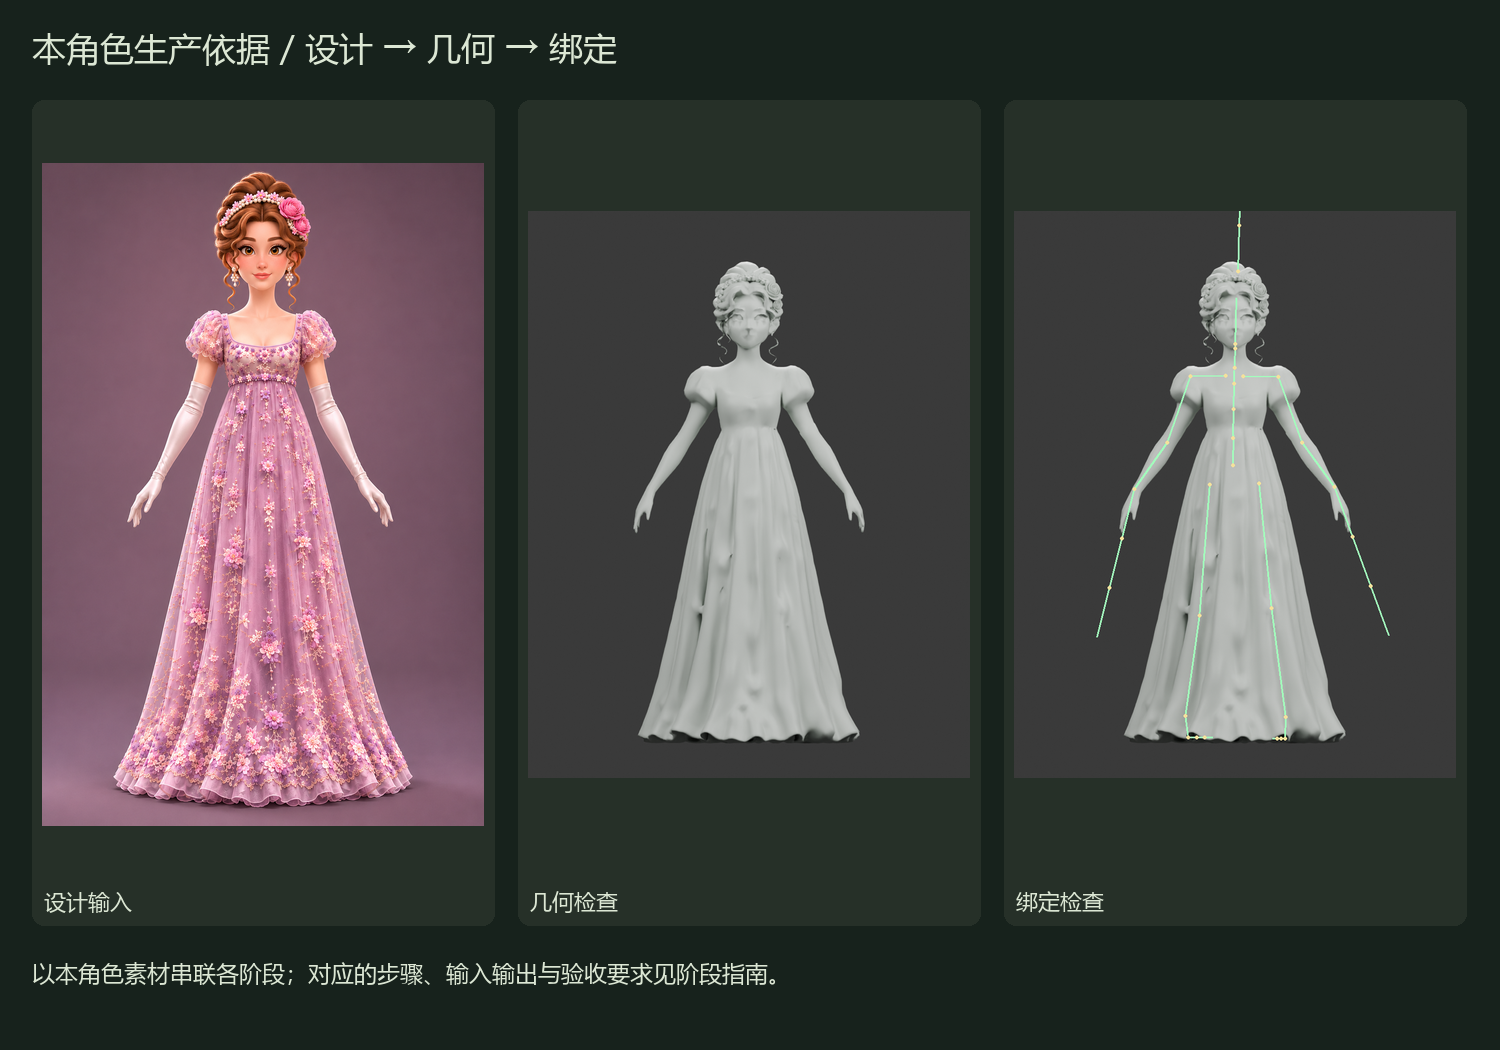 本角色生产依据 / 设计 → 几何 → 绑定
设计输入
几何检查
绑定检查
以本角色素材串联各阶段；对应的步骤、输入输出与验收要求见阶段指南。